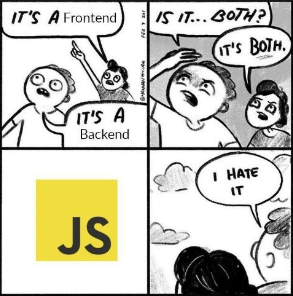 IT'S A Frontend
IT'S A
Backend
IS IT... BOTH?
IT'S BOTH.
JS
I HATE
IT